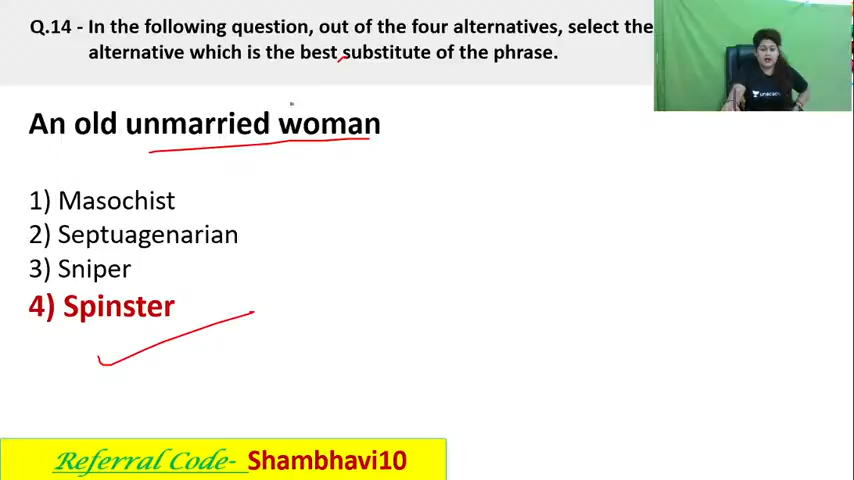 Q.14 - In the following question, out of the four alternatives, select the
alternative which is the best substitute of the phrase.
An old unmarried woman
1) Masochist
2) Septuagenarian
3) Sniper
4) Spinster
Referral Code- Shambhavi10